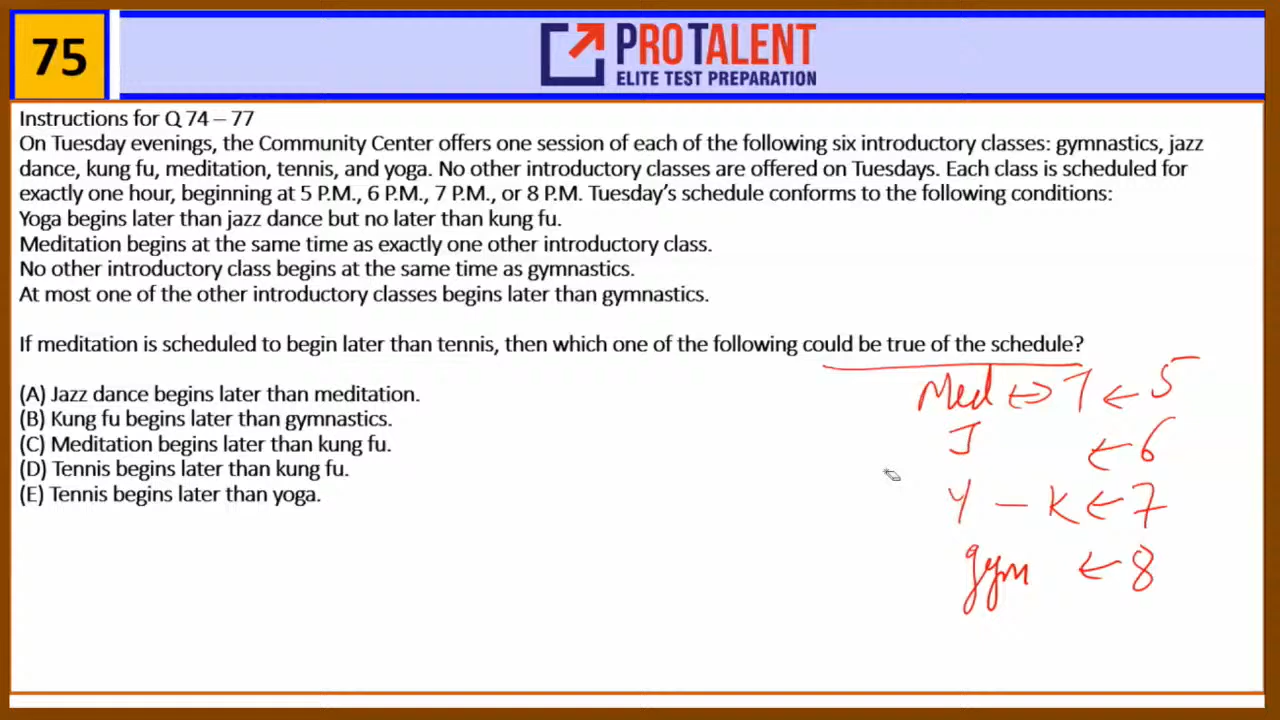 75
PROTALENT
ELITE TEST PREPARATION
Instructions for Q 74 – 77
On Tuesday evenings, the Community Center offers one session of each of the following six introductory classes: gymnastics, jazz
dance, kung fu, meditation, tennis, and yoga. No other introductory classes are offered on Tuesdays. Each class is scheduled for
exactly one hour, beginning at 5 P.M., 6 P.M., 7 P.M., or 8 P.M. Tuesday’s schedule conforms to the following conditions:
Yoga begins later than jazz dance but no later than kung fu.
Meditation begins at the same time as exactly one other introductory class.
No other introductory class begins at the same time as gymnastics.
At most one of the other introductory classes begins later than gymnastics.
If meditation is scheduled to begin later than tennis, then which one of the following could be true of the schedule?
(A) Jazz dance begins later than meditation.
(B) Kung fu begins later than gymnastics.
(C) Meditation begins later than kung fu.
(D) Tennis begins later than kung fu.
(E) Tennis begins later than yoga.
Med ↔ T ← 5
J ← 6
Y – K ← 7
gym ← 8